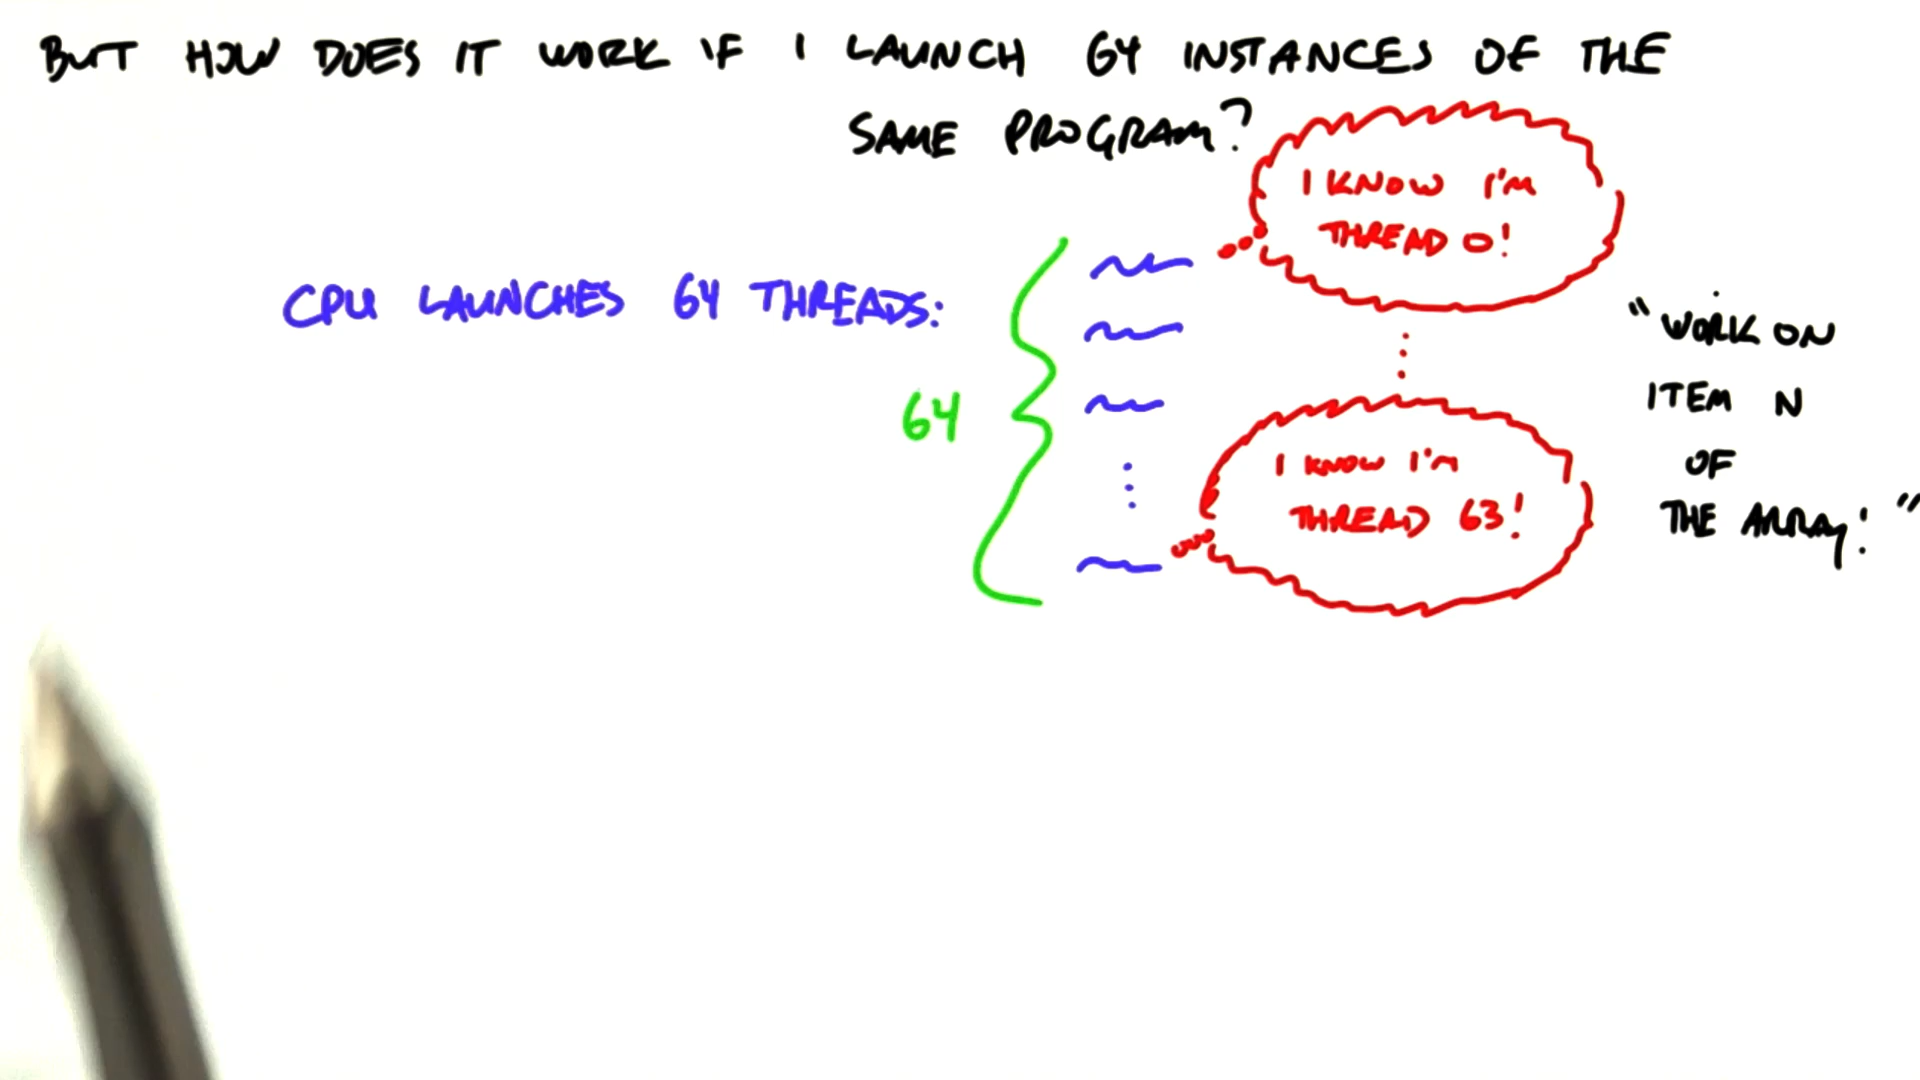 BUT HOW DOES IT WORK IF I LAUNCH 64 INSTANCES OF THE
SAME PROGRAM?
I KNOW I'M
THREAD 0!
CPU LAUNCHES 64 THREADS:
64
I KNOW I'M
THREAD 63!
"WORK ON
ITEM N
OF
THE ARRAY!"